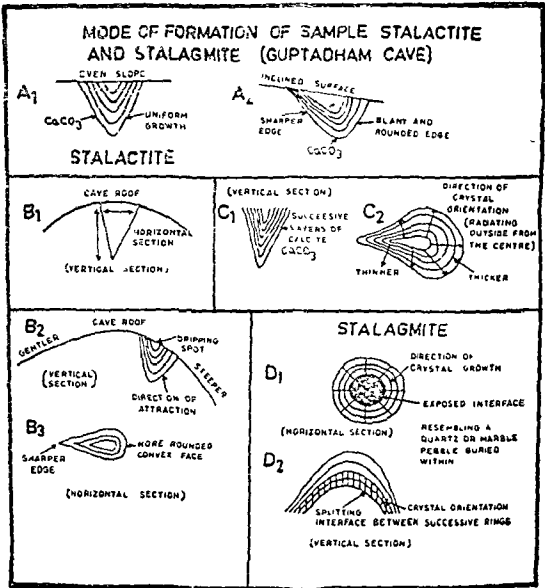 MODE OF FORMATION OF SAMPLE STALACTITE
AND STALAGMITE (GUPTADHAM CAVE)
A1
EVEN SLOPE
CaCO3
UNIFORM
GROWTH
STALACTITE
INCLINED SURFACE
SHARPER
EDGE
BLANT AND
ROUNDED EDGE
CaCO3
B1
CAVE ROOF
HORIZONTAL
SECTION
(VERTICAL SECTION)
(VERTICAL SECTION)
C1
SUCCESIVE
LAYERS OF
CALCITE
CaCO3
C2
DIRECTION OF
CRYSTAL
ORIENTATION
(RADIATING
OUTSIDE FROM
THE CENTRE)
THINNER
THICKER
B2
CAVE ROOF
GENTLER
DRIPPING
SPOT
STEEPER
(VERTICAL
SECTION)
DIRECTION OF
ATTRACTION
B3
SHARPER
EDGE
MORE ROUNDED
CONVEX FACE
(HORIZONTAL SECTION)
STALAGMITE
D1
DIRECTION OF
CRYSTAL GROWTH
EXPOSED INTERFACE
(HORIZONTAL SECTION)
RESEMBLING A
QUARTZ OR MARBLE
PEBBLE BURIED
WITHIN
D2
CRYSTAL ORIENTATION
SPLITTING
INTERFACE BETWEEN SUCCESSIVE RINGS
(VERTICAL SECTION)